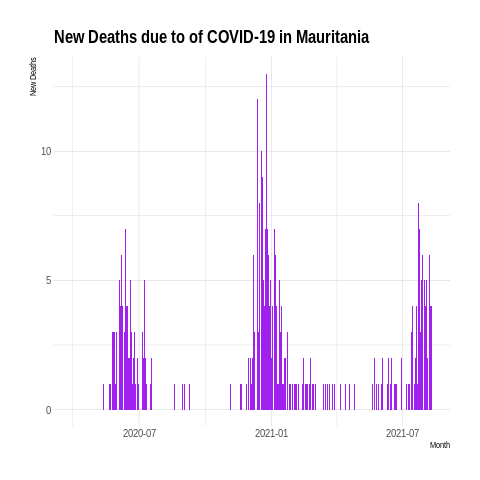 New Deaths due to of COVID-19 in Mauritania
New Deaths
10
5
0
2020-07
2021-01
2021-07
Month